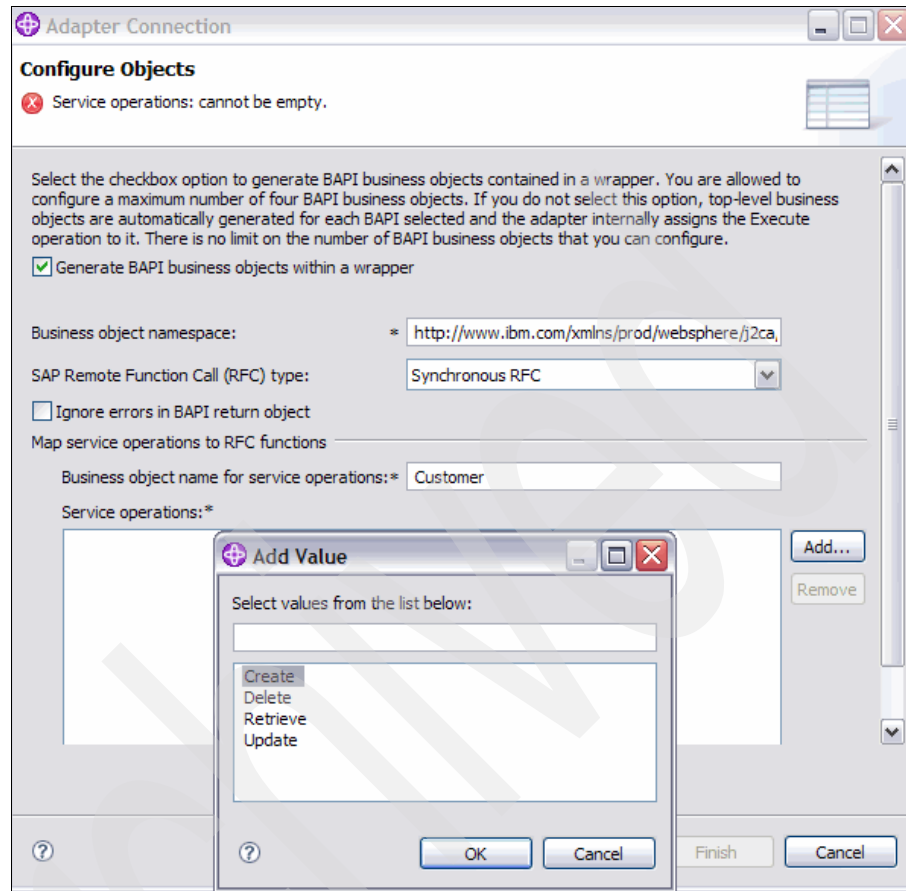 Adapter Connection
Configure Objects
Service operations: cannot be empty.
Select the checkbox option to generate BAPI business objects contained in a wrapper. You are allowed to
configure a maximum number of four BAPI business objects. If you do not select this option, top-level business
objects are automatically generated for each BAPI selected and the adapter internally assigns the Execute
operation to it. There is no limit on the number of BAPI business objects that you can configure.
Generate BAPI business objects within a wrapper
Business object namespace: * http://www.ibm.com/xmlns/prod/websphere/j2ca,
SAP Remote Function Call (RFC) type: Synchronous RFC
Ignore errors in BAPI return object
Map service operations to RFC functions
Business object name for service operations:* Customer
Service operations:*
Add...
Remove
Add Value
Select values from the list below:
Create
Delete
Retrieve
Update
? ? OK Cancel Finish Cancel